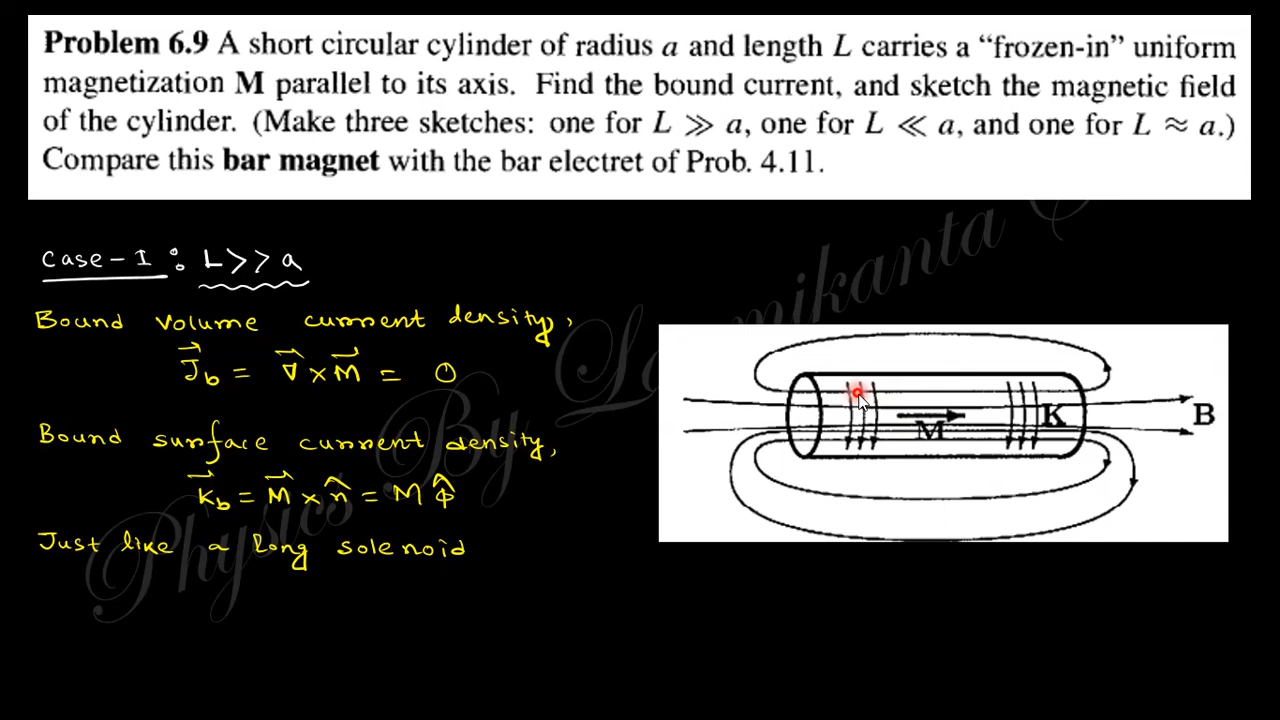 Problem 6.9 A short circular cylinder of radius a and length L carries a “frozen-in” uniform
magnetization M parallel to its axis. Find the bound current, and sketch the magnetic field
of the cylinder. (Make three sketches: one for L ≫ a, one for L ≪ a, and one for L ≈ a.)
Compare this bar magnet with the bar electret of Prob. 4.11.
Case-I : L>>a
Bound volume current density,
J⃗b = ∇⃗ × M⃗ = 0
Bound surface current density,
K⃗b = M⃗ × n̂ = M φ̂
Just like a long solenoid
M
K
B
Physics By